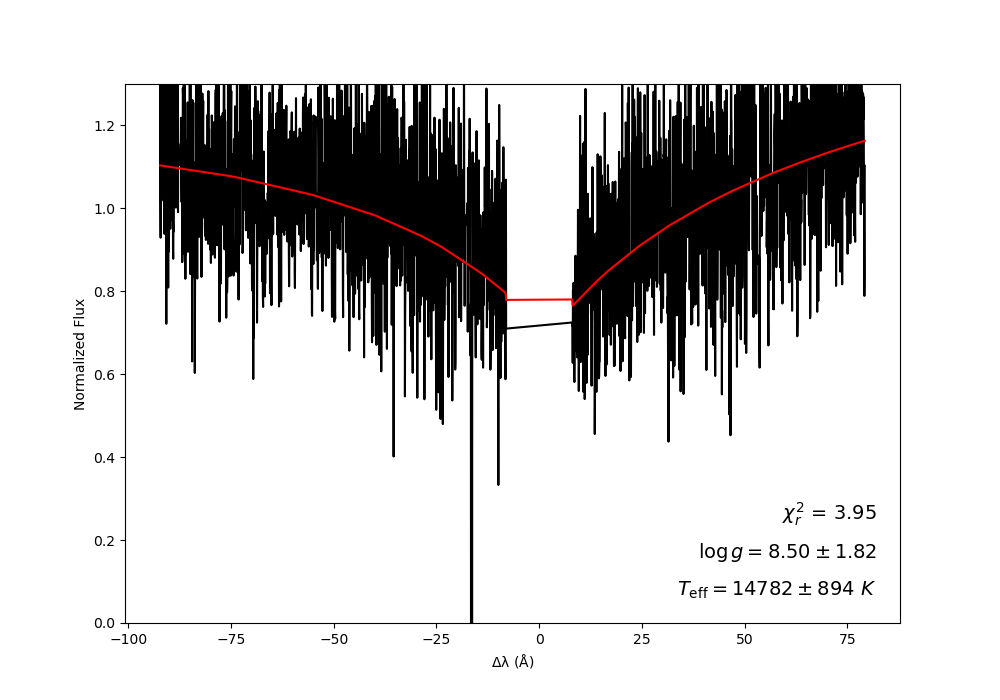 1.2
1.0
0.8
0.6
0.4
0.2
0.0
Normalized Flux
χ²ᵣ = 3.95
log g = 8.50 ± 1.82
T_eff = 14782 ± 894 K
−100 −75 −50 −25 0 25 50 75
Δλ (Å)